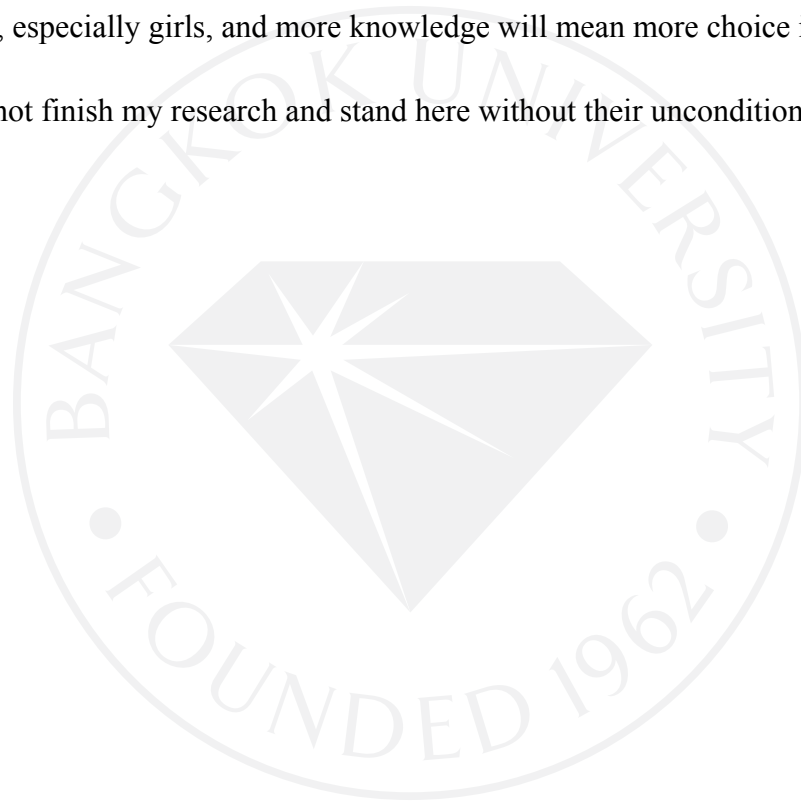 , especially girls, and more knowledge will mean more choice
not finish my research and stand here without their
BANGKOK UNIVERSITY
FOUNDED 1962